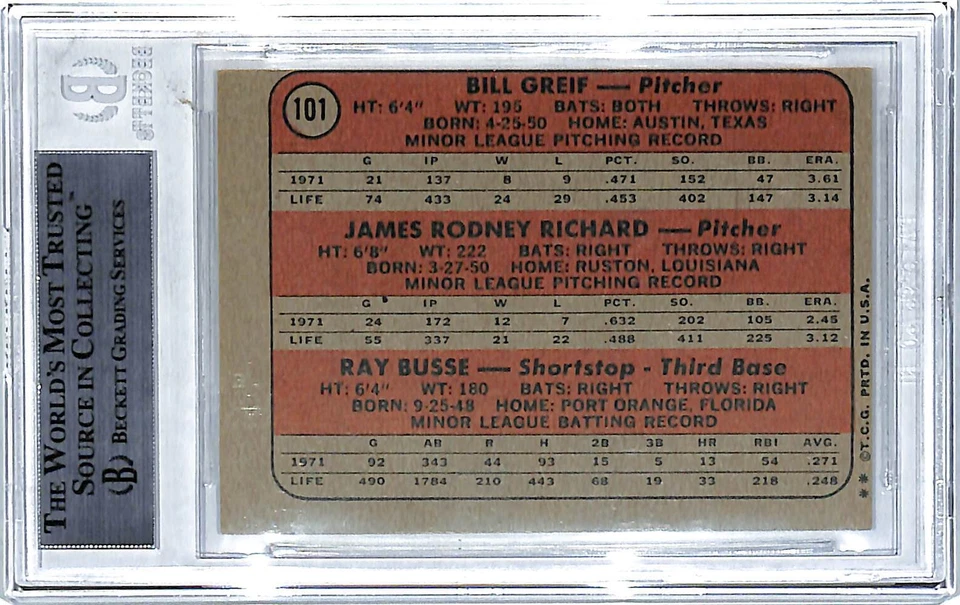 THE WORLD'S MOST TRUSTED
SOURCE IN COLLECTING™
B BECKETT GRADING SERVICES
B
BECKETT
101
BILL GREIF — Pitcher
HT: 6'4" WT: 195 BATS: BOTH THROWS: RIGHT
BORN: 4-25-50 HOME: AUSTIN, TEXAS
MINOR LEAGUE PITCHING RECORD
G IP W L PCT. SO. BB. ERA.
1971 21 137 8 9 .471 152 47 3.61
LIFE 74 433 24 29 .453 402 147 3.14
JAMES RODNEY RICHARD — Pitcher
HT: 6'8" WT: 222 BATS: RIGHT THROWS: RIGHT
BORN: 3-27-50 HOME: RUSTON, LOUISIANA
MINOR LEAGUE PITCHING RECORD
G IP W L PCT. SO. BB. ERA.
1971 24 172 12 7 .632 202 105 2.45
LIFE 55 337 21 22 .488 411 225 3.12
RAY BUSSE — Shortstop - Third Base
HT: 6'4" WT: 180 BATS: RIGHT THROWS: RIGHT
BORN: 9-25-48 HOME: PORT ORANGE, FLORIDA
MINOR LEAGUE BATTING RECORD
G AB R H 2B 3B HR RBI AVG.
1971 92 343 44 93 15 5 13 54 .271
LIFE 490 1784 210 443 68 19 33 218 .248
** ©T.C.G. PRTD. IN U.S.A.